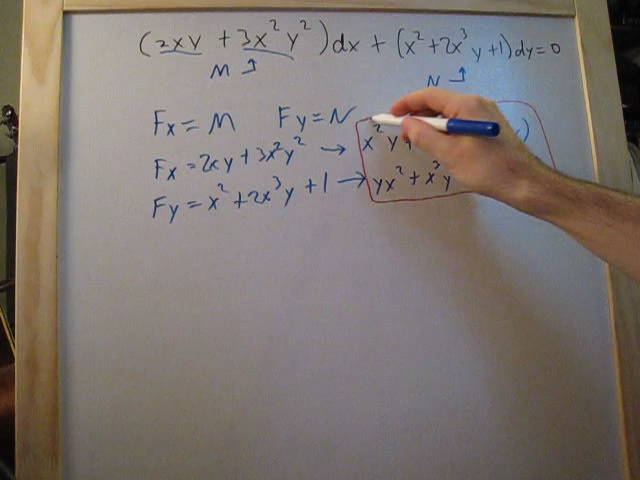 (2xy + 3x²y²)dx + (x² + 2x³y + 1)dy = 0
M N
Fx = M Fy = N
Fx = 2xy + 3x²y² → x²y + )
Fy = x² + 2x³y + 1 → yx² + x³y